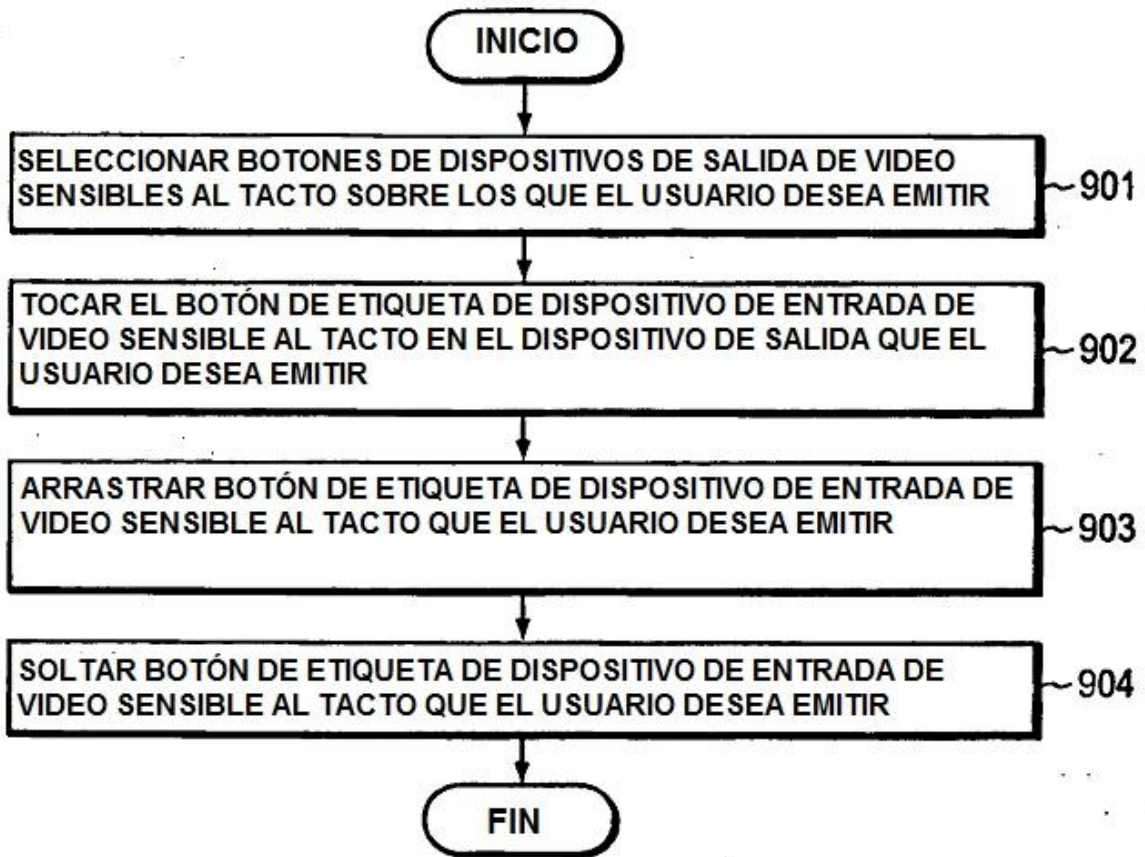 INICIO
SELECCIONAR BOTONES DE DISPOSITIVOS DE SALIDA DE VIDEO
SENSIBLES AL TACTO SOBRE LOS QUE EL USUARIO DESEA EMITIR
901
TOCAR EL BOTÓN DE ETIQUETA DE DISPOSITIVO DE ENTRADA DE
VIDEO SENSIBLE AL TACTO EN EL DISPOSITIVO DE SALIDA QUE EL
USUARIO DESEA EMITIR
902
ARRASTRAR BOTÓN DE ETIQUETA DE DISPOSITIVO DE ENTRADA DE
VIDEO SENSIBLE AL TACTO QUE EL USUARIO DESEA EMITIR
903
SOLTAR BOTÓN DE ETIQUETA DE DISPOSITIVO DE ENTRADA DE
VIDEO SENSIBLE AL TACTO QUE EL USUARIO DESEA EMITIR
904
FIN